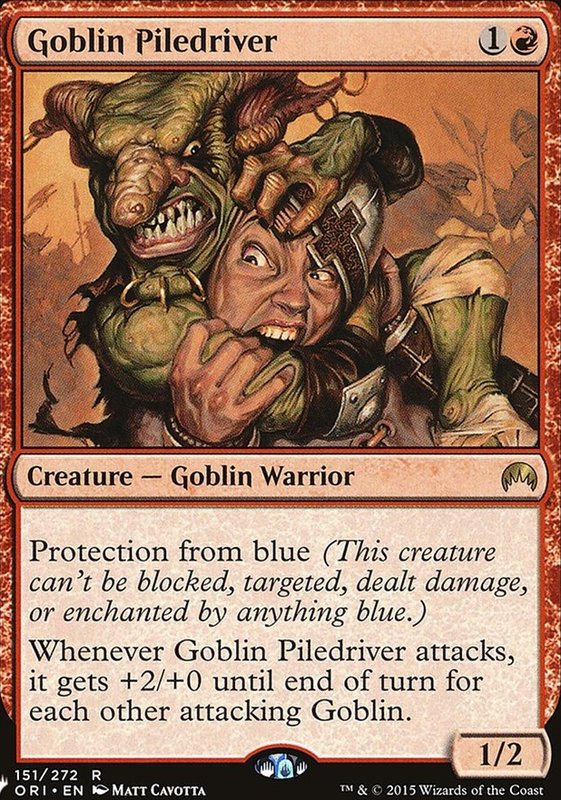 Goblin Piledriver 1
Creature — Goblin Warrior
Protection from blue (This creature
can't be blocked, targeted, dealt damage,
or enchanted by anything blue.)
Whenever Goblin Piledriver attacks,
it gets +2/+0 until end of turn for
each other attacking Goblin.
1/2
151/272 R
ORI • EN Matt Cavotta
™ & © 2015 Wizards of the Coast